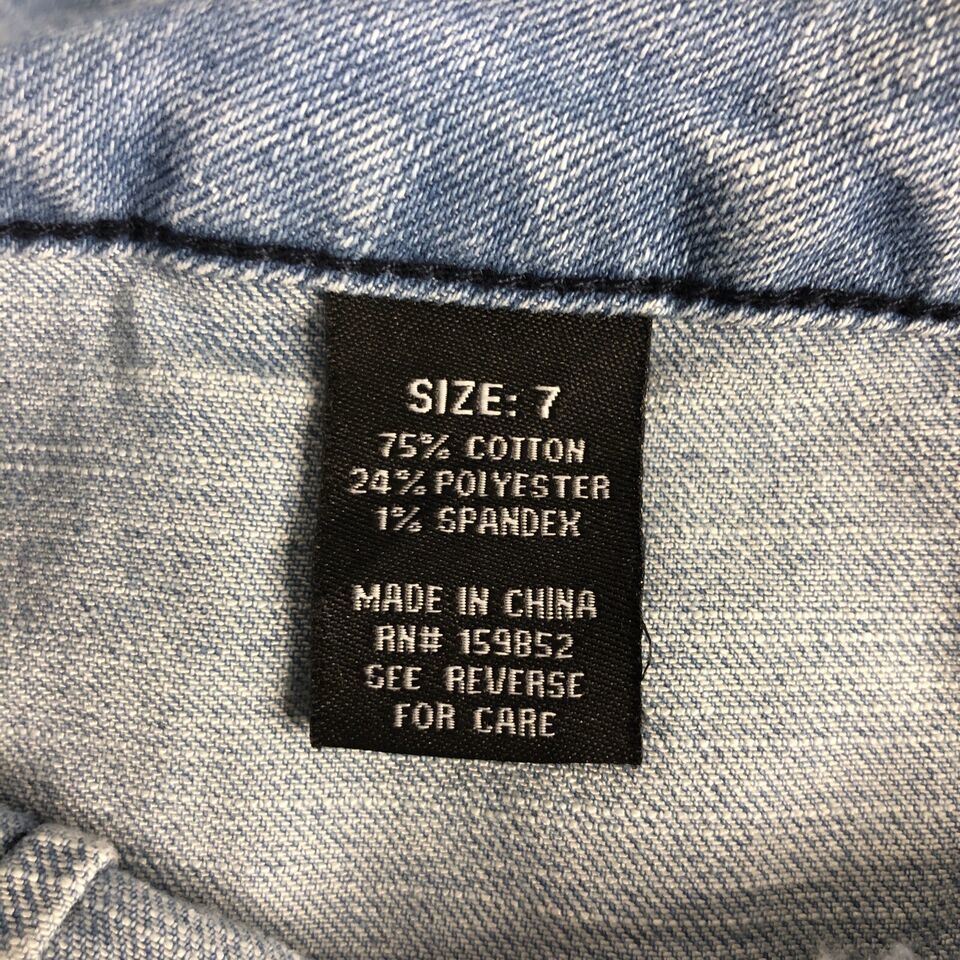 SIZE: 7
75% COTTON
24% POLYESTER
1% SPANDEX
MADE IN CHINA
RN# 159852
SEE REVERSE
FOR CARE